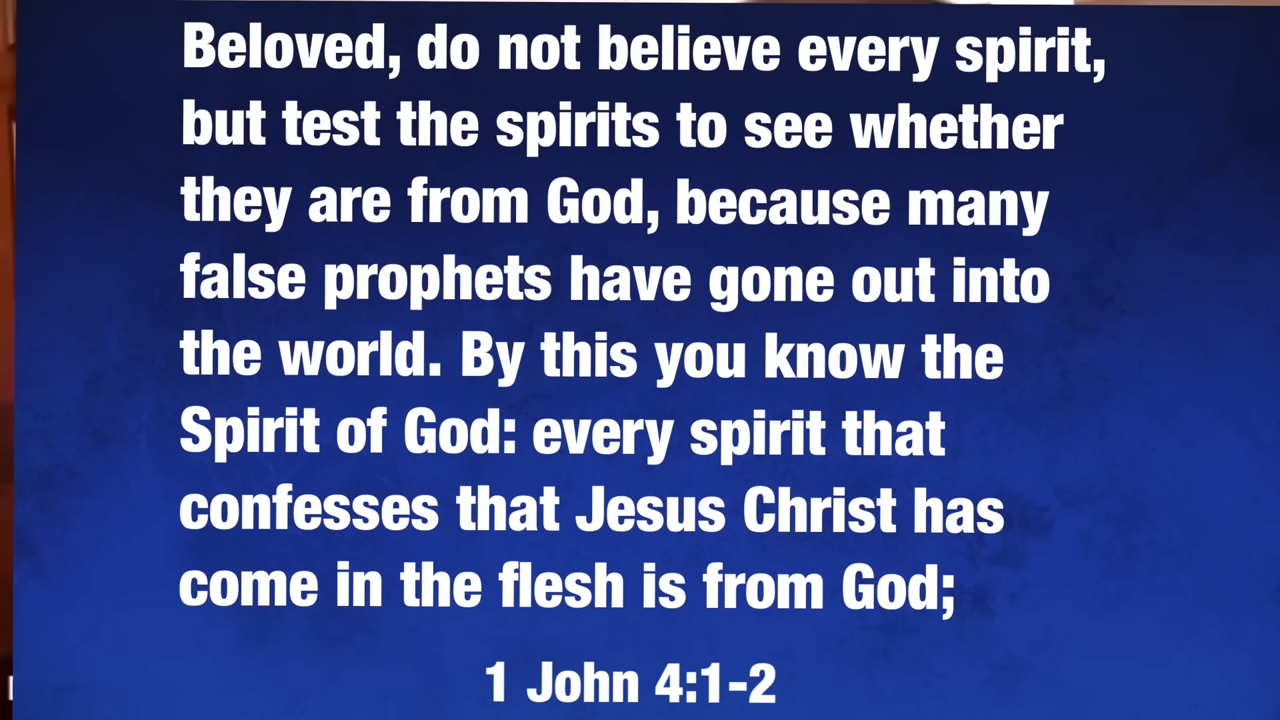 Beloved, do not believe every spirit,
but test the spirits to see whether
they are from God, because many
false prophets have gone out into
the world. By this you know the
Spirit of God: every spirit that
confesses that Jesus Christ has
come in the flesh is from God;
1 John 4:1-2